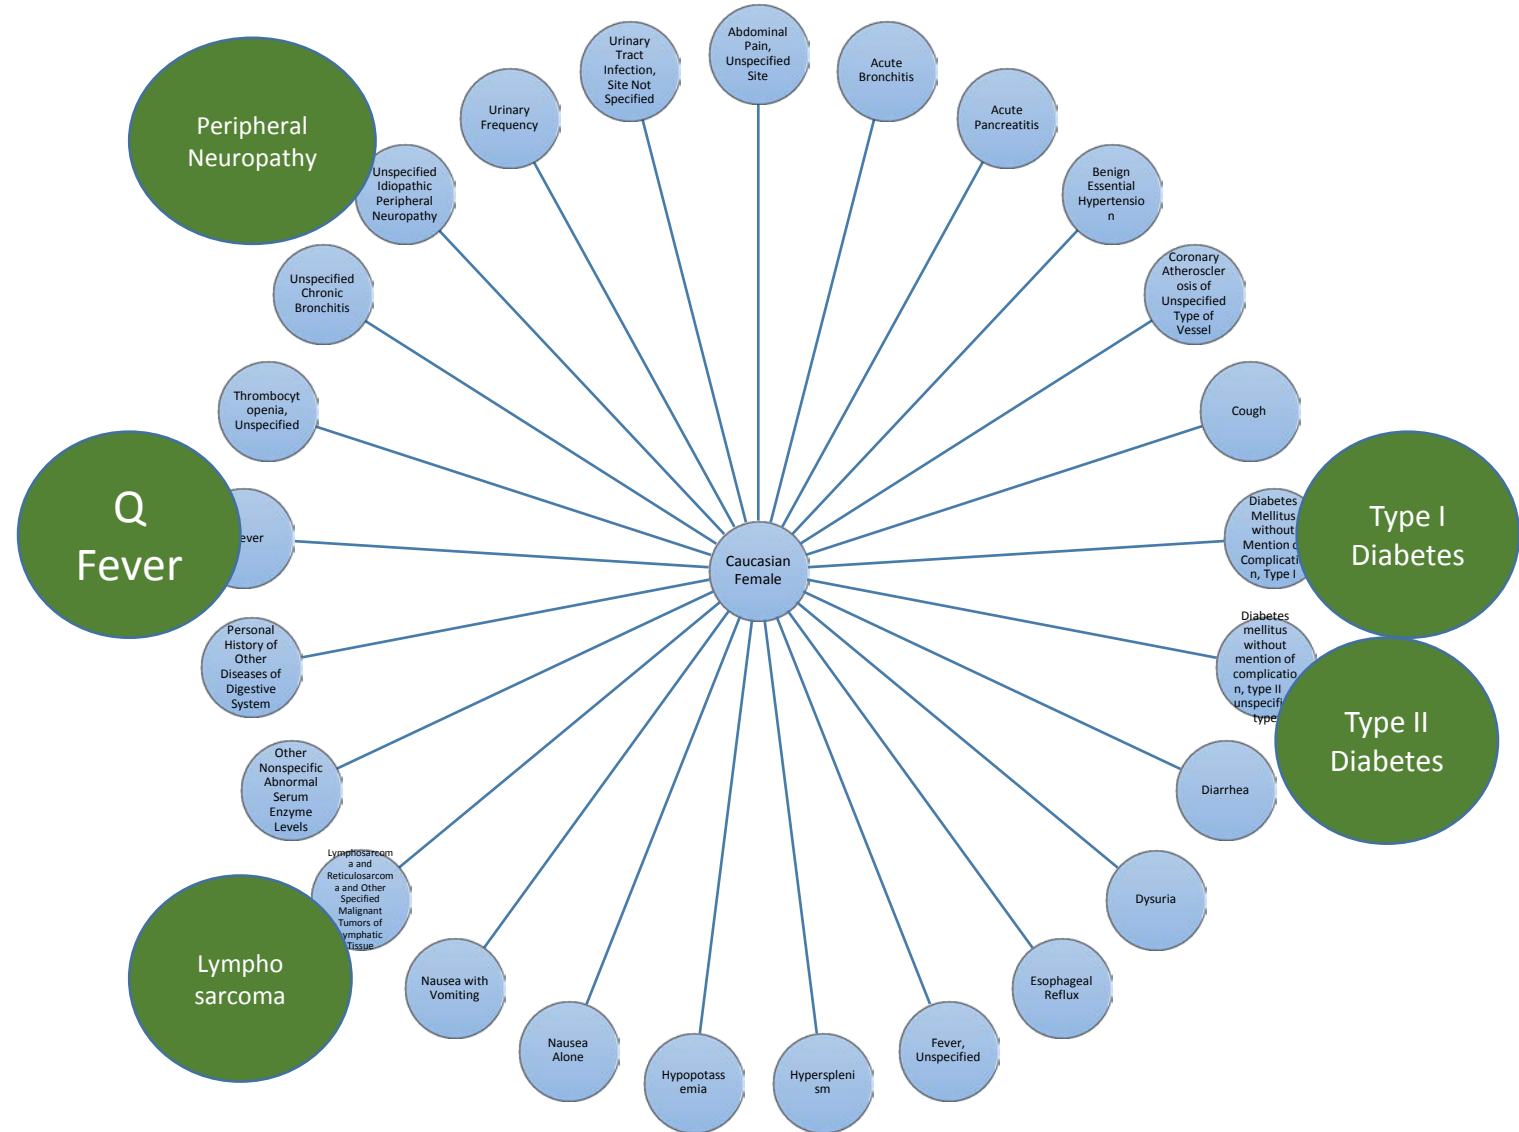 Abdominal
Pain,
Unspecified
Site
Acute
Bronchitis
Acute
Pancreatitis
Benign
Essential
Hypertensio
n
Coronary
Atheroscler
osis of
Unspecified
Type of
Vessel
Cough
Diabetes
Mellitus
without
Mention
Complicati
n, Type I
Type I
Diabetes
Diabetes
mellitus
without
mention of
complicatio
n, type II
unspecifi
type
Type II
Diabetes
Diarrhea
Dysuria
Esophageal
Reflux
Fever,
Unspecified
Hyperspleni
sm
Hypopotass
emia
Nausea
Alone
Nausea with
Vomiting
Lymphosarcom
a and
Reticulosarcom
a and Other
Specified
Malignant
Tumors of
ymphatic
Tissue
Lympho
sarcoma
Other
Nonspecific
Abnormal
Serum
Enzyme
Levels
Personal
History of
Other
Diseases of
Digestive
System
ever
Q
Fever
Thrombocyt
openia,
Unspecified
Unspecified
Chronic
Bronchitis
Unspecified
Idiopathic
Peripheral
Neuropathy
Peripheral
Neuropathy
Urinary
Frequency
Urinary
Tract
Infection,
Site Not
Specified
Caucasian
Female